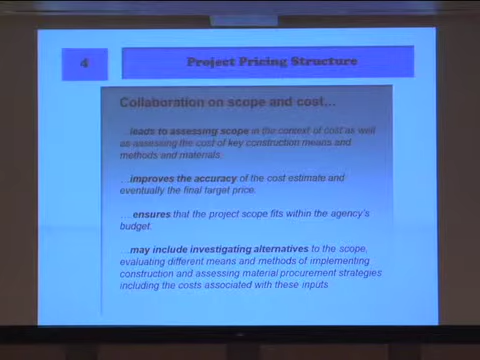 4
Project Pricing Structure
Collaboration on scope and cost…
…leads to assessing scope in the context of cost as well
as assessing the cost of key construction means and
methods and materials.
…improves the accuracy of the cost estimate and
eventually the final target price.
….ensures that the project scope fits within the agency's
budget.
…may include investigating alternatives to the scope,
evaluating different means and methods of implementing
construction and assessing material procurement strategies
including the costs associated with these inputs